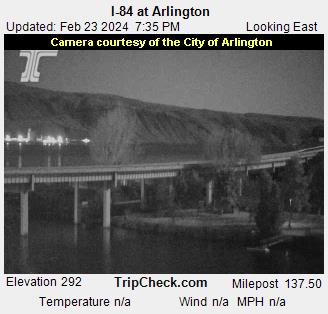 I-84 at Arlington
Updated: Feb 23 2024 7:35 PM Looking East
Camera courtesy of the City of Arlington
Elevation 292 TripCheck.com Milepost 137.50
Temperature n/a Wind n/a MPH n/a